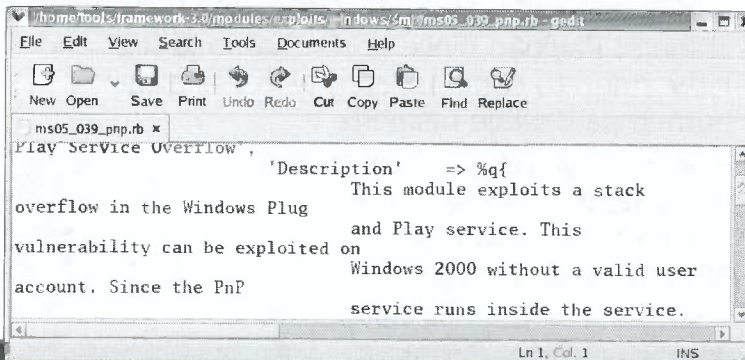 /home/tools/framework-3.0/modules/exploits/windows/smb/ms05_039_pnp.rb - gedit
File Edit View Search Tools Documents Help
New Open Save Print Undo Redo Cut Copy Paste Find Replace
ms05_039_pnp.rb x
Play Service Overflow',
'Description' => %q{
This module exploits a stack
overflow in the Windows Plug
and Play service. This
vulnerability can be exploited on
Windows 2000 without a valid user
account. Since the PnP
service runs inside the service.
Ln 1, Col. 1 INS